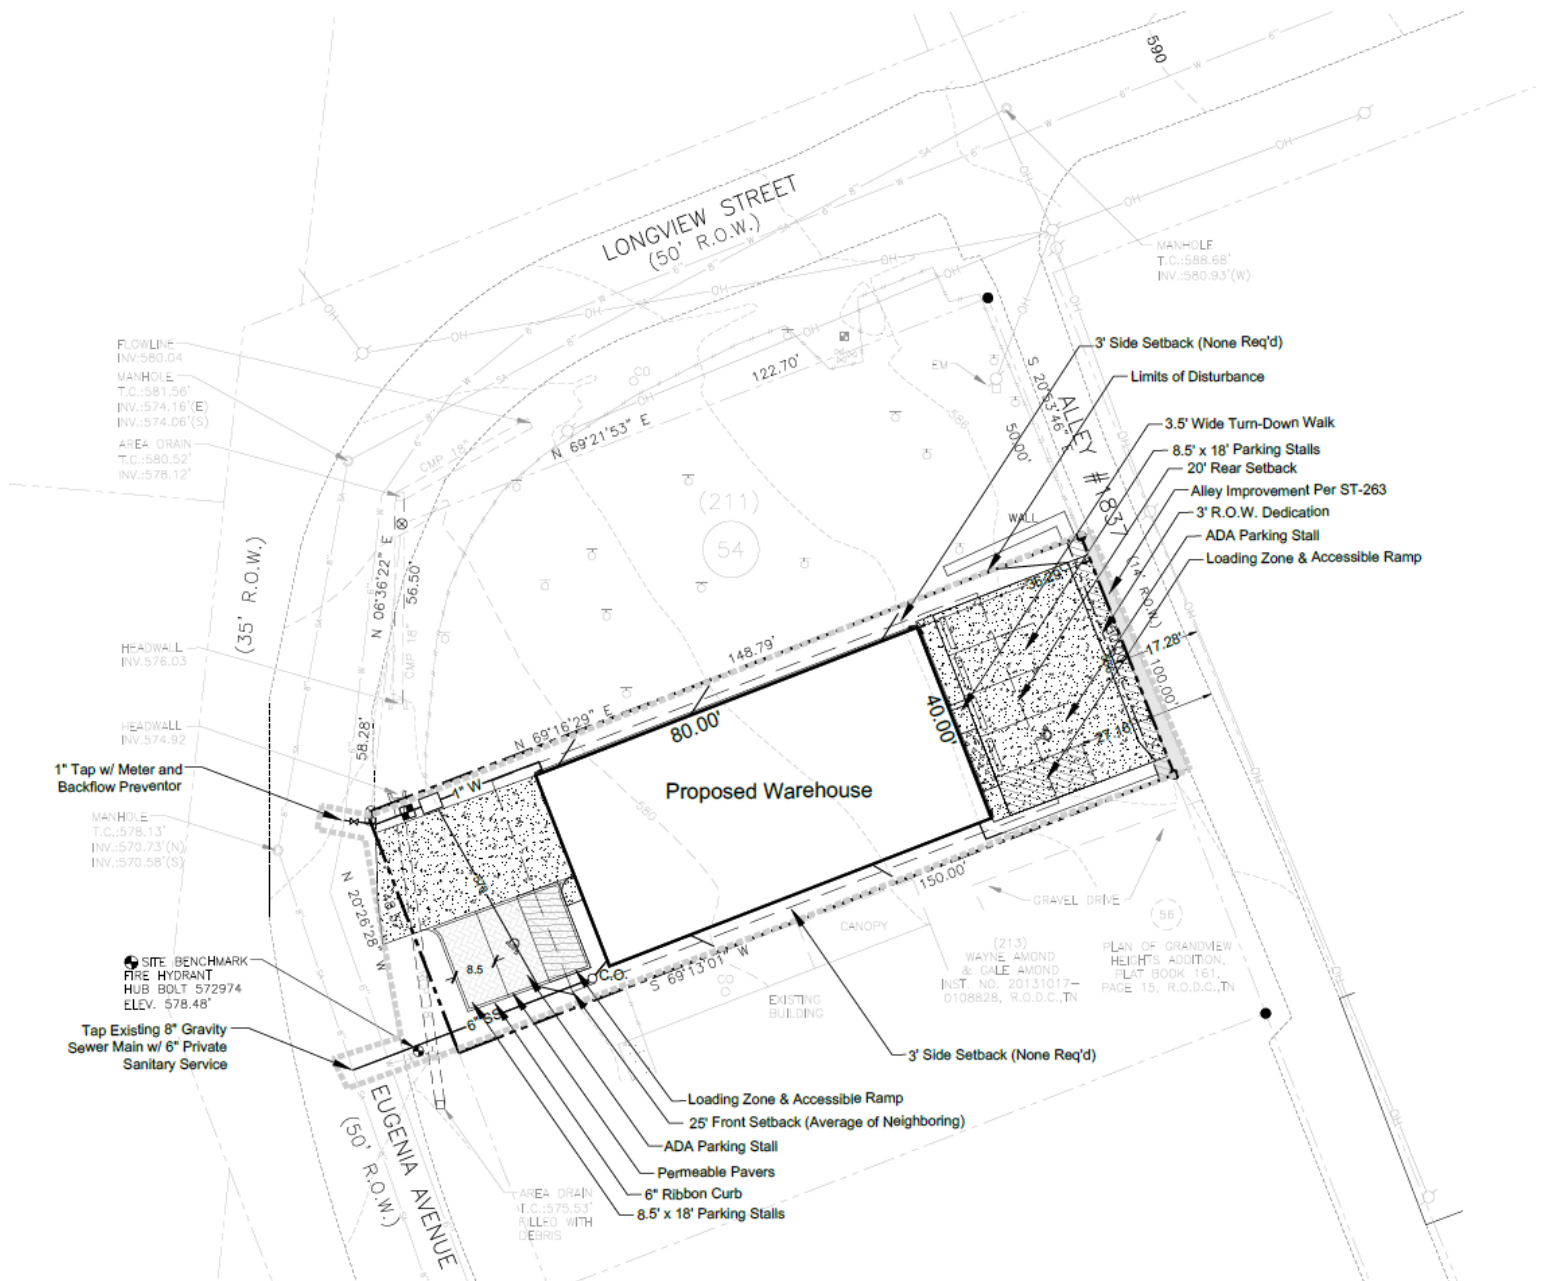 590
LONGVIEW STREET
(50' R.O.W.)
MANHOLE
T.C.:588.68'
INV.:580.93'(W)
FLOWLINE
INV:580.04
MANHOLE
T.C.:581.56'
INV.:574.16'(E)
INV.:574.06'(S)
AREA DRAIN
T.C.:580.52'
INV.:578.12'
CMP 18"
CO
122.70'
N 69°21'53" E
EM
586
S 20°53'46" E
50.00'
ALLEY #1837
(14' R.O.W.)
3' Side Setback (None Req'd)
Limits of Disturbance
3.5' Wide Turn-Down Walk
8.5' x 18' Parking Stalls
20' Rear Setback
Alley Improvement Per ST-263
3' R.O.W. Dedication
ADA Parking Stall
Loading Zone & Accessible Ramp
(211)
54
WALL
36.29'
(35' R.O.W.)
N 06°36'22" E
56.50'
CMP 18"
HEADWALL
INV.576.03
HEADWALL
INV.574.92
58.28'
148.79'
N 69°16'29" E
80.00'
40.00'
17.28'
100.00'
27.16'
1" Tap w/ Meter and
Backflow Preventor
1" W
Proposed Warehouse
580
MANHOLE
T.C.:578.13'
INV.:570.73'(N)
INV.:570.58'(S)
578
N 20°26'28" W
150.00'
GRAVEL DRIVE
CANOPY
56
8.5
C.O.
S 69°13'01" W
CO
(213)
WAYNE AMOND
& GALE AMOND
INST. NO. 20131017-
0108828, R.O.D.C.,TN
PLAN OF GRANDVIEW
HEIGHTS ADDITION,
PLAT BOOK 161,
PAGE 15, R.O.D.C.,TN
SITE BENCHMARK
FIRE HYDRANT
HUB BOLT 572974
ELEV. 578.48'
EXISTING
BUILDING
6" SS
Tap Existing 8" Gravity
Sewer Main w/ 6" Private
Sanitary Service
3' Side Setback (None Req'd)
EUGENIA AVENUE
(50' R.O.W.)
Loading Zone & Accessible Ramp
25' Front Setback (Average of Neighboring)
ADA Parking Stall
Permeable Pavers
6" Ribbon Curb
8.5' x 18' Parking Stalls
AREA DRAIN
T.C.:575.53'
FILLED WITH
DEBRIS